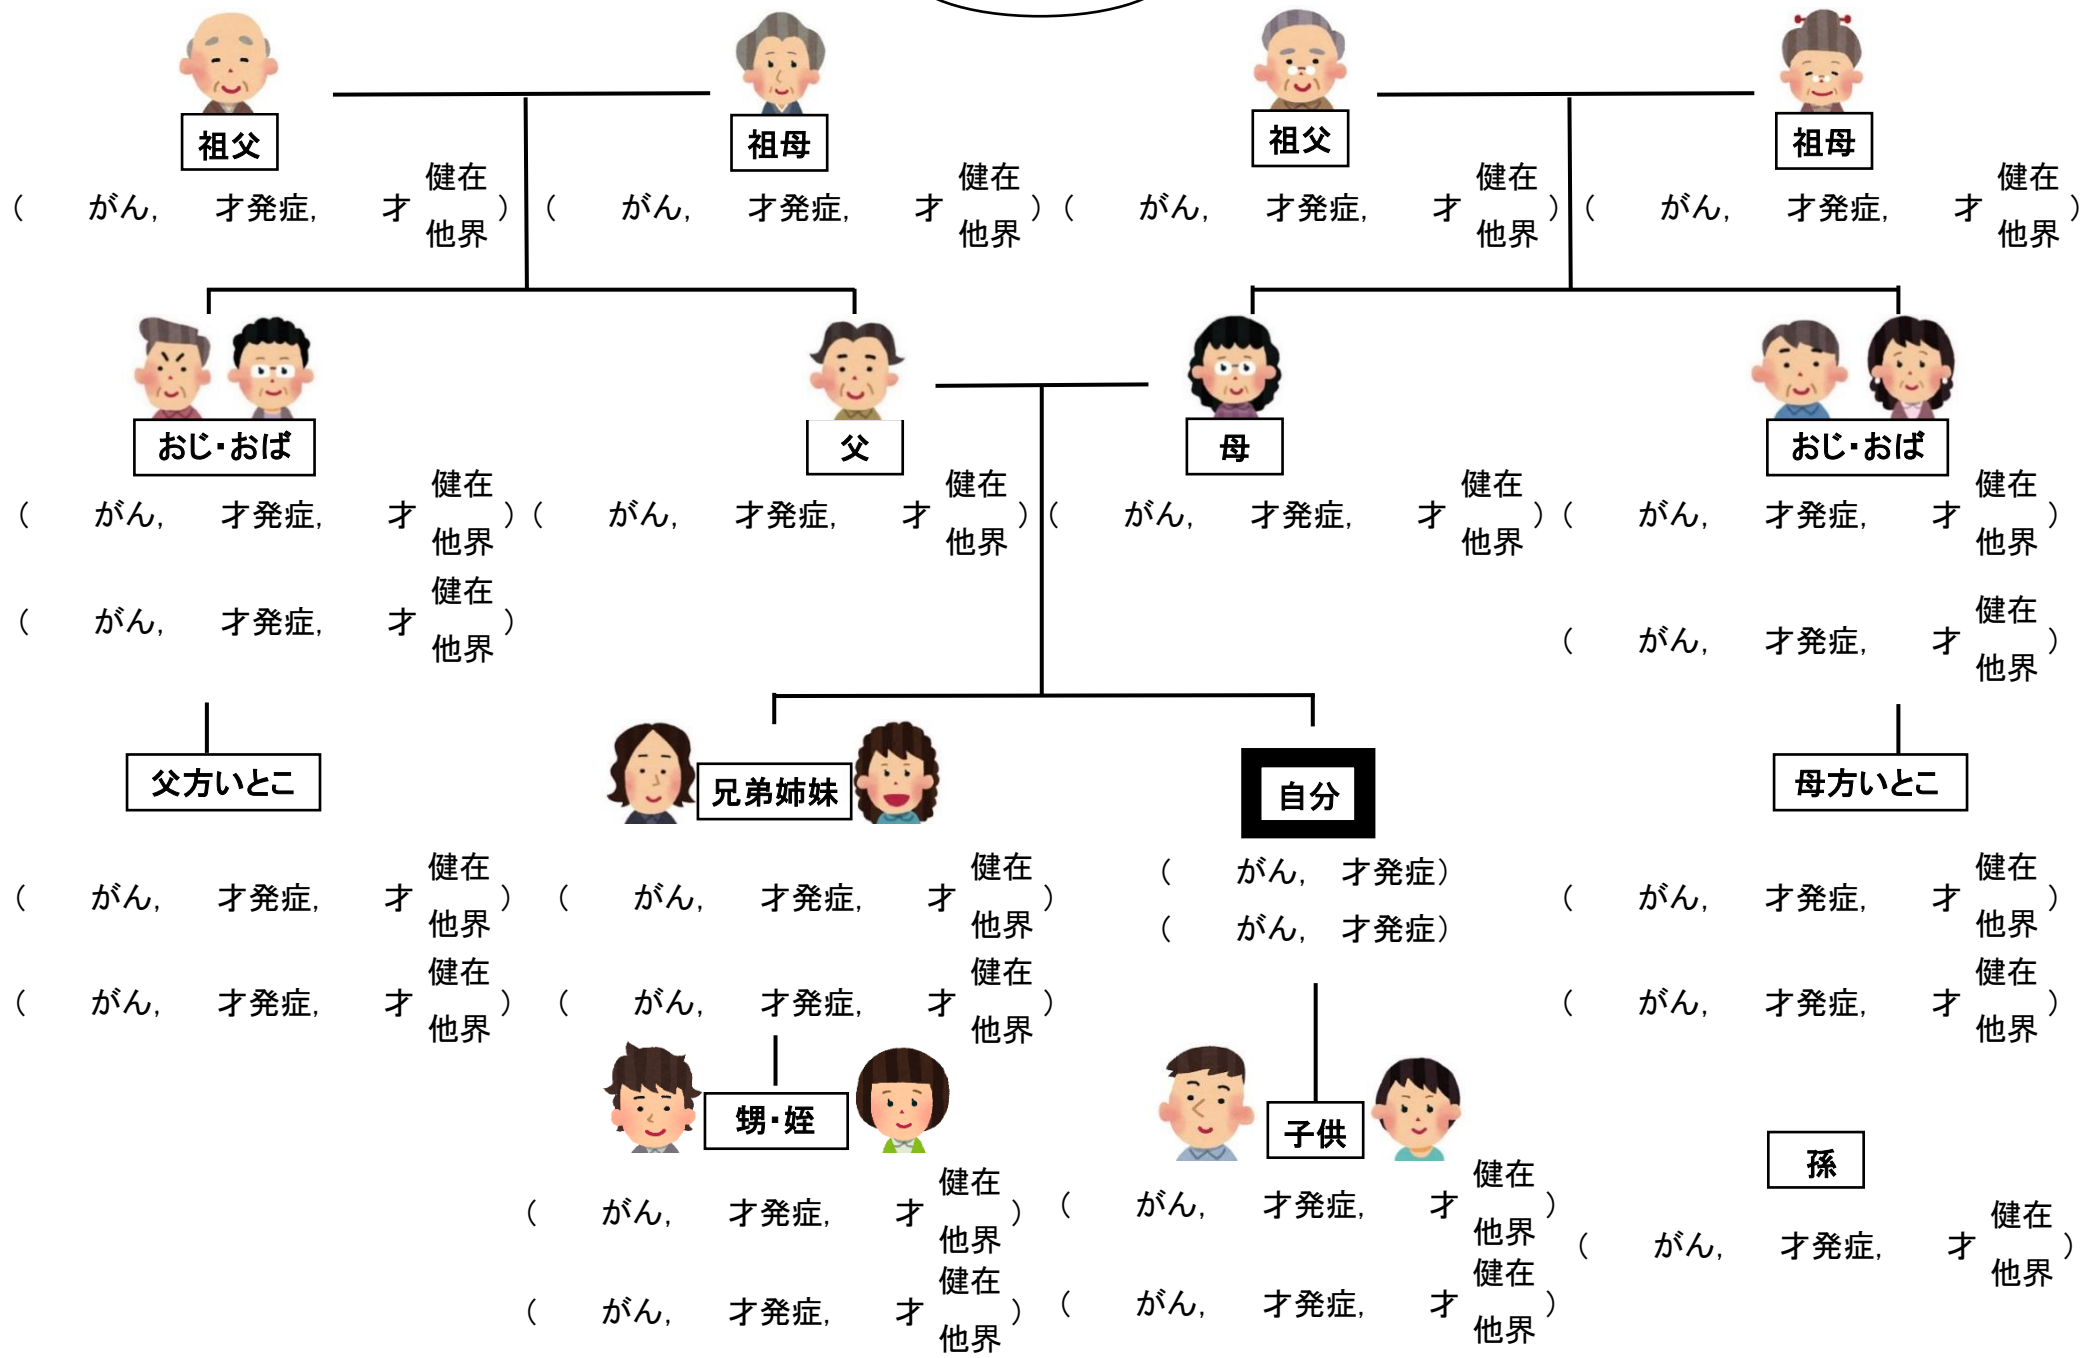 祖父 祖母 祖父 祖母
( がん, 才発症, 才 健在 他界 ) ( がん, 才発症, 才 健在 他界 ) ( がん, 才発症, 才 健在 他界 ) ( がん, 才発症, 才 健在 他界 )
おじ・おば 父 母 おじ・おば
( がん, 才発症, 才 健在 他界 ) ( がん, 才発症, 才 健在 他界 ) ( がん, 才発症, 才 健在 他界 ) ( がん, 才発症, 才 健在 他界 )
( がん, 才発症, 才 健在 他界 ) ( がん, 才発症, 才 健在 他界 )
父方いとこ 兄弟姉妹 自分 母方いとこ
( がん, 才発症, 才 健在 他界 ) ( がん, 才発症, 才 健在 他界 ) ( がん, 才発症) ( がん, 才発症, 才 健在 他界 )
( がん, 才発症)
( がん, 才発症, 才 健在 他界 ) ( がん, 才発症, 才 健在 他界 ) ( がん, 才発症, 才 健在 他界 )
甥・姪 子供 孫
( がん, 才発症, 才 健在 他界 ) ( がん, 才発症, 才 健在 他界 ) ( がん, 才発症, 才 健在 他界 )
( がん, 才発症, 才 健在 他界 ) ( がん, 才発症, 才 健在 他界 )